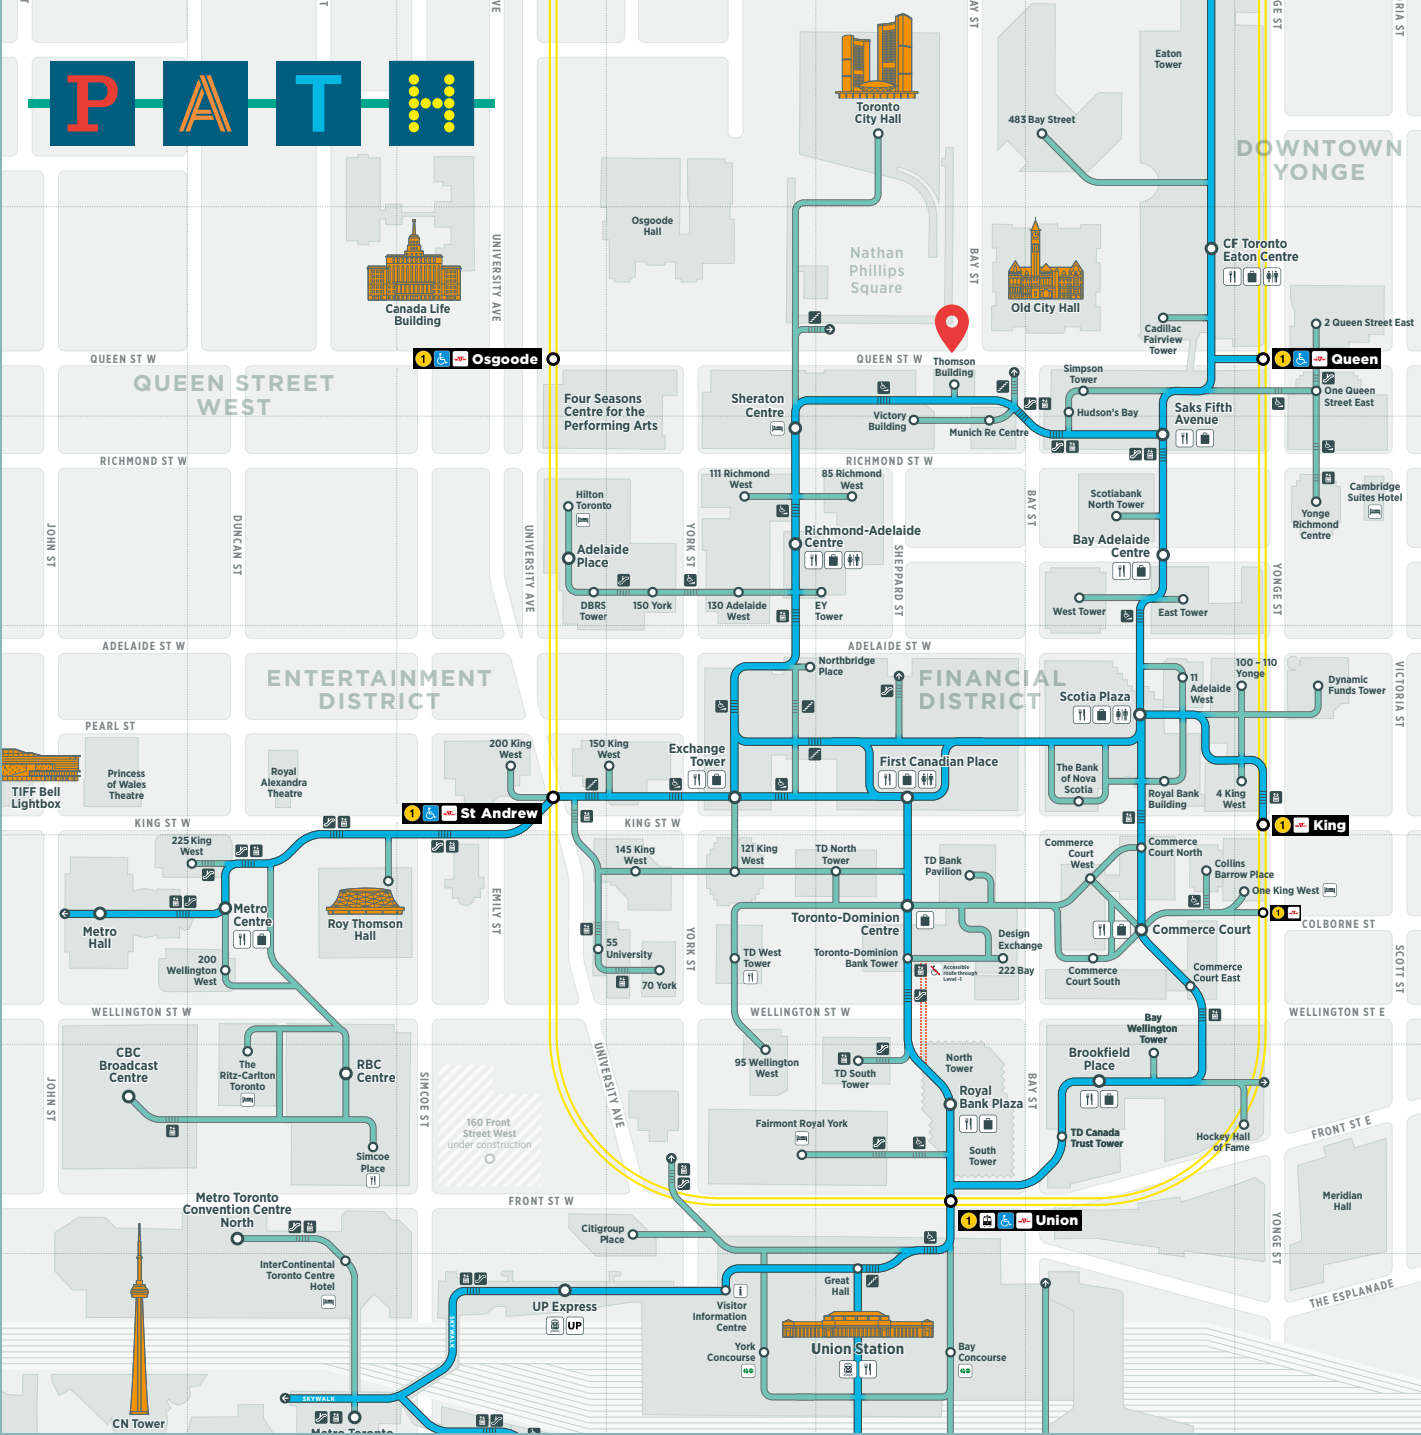 PATH
Toronto
City Hall
Eaton
Tower
483 Bay Street
DOWNTOWN
YONGE
BAY ST
UNIVERSITY AVE
Osgoode
Hall
Nathan
Phillips
Square
BAY ST
Old City Hall
CF Toronto
Eaton Centre
Canada Life
Building
Cadillac
Fairview
Tower
2 Queen Street East
QUEEN ST W
1 Osgoode
QUEEN ST W
1 Queen
QUEEN STREET
WEST
Thomson
Building
Simpson
Tower
One Queen
Street East
Four Seasons
Centre for the
Performing Arts
Sheraton
Centre
Victory
Building
Munich Re Centre
Hudson's Bay
Saks Fifth
Avenue
RICHMOND ST W
RICHMOND ST W
111 Richmond
West
85 Richmond
West
Hilton
Toronto
Scotiabank
North Tower
Cambridge
Suites Hotel
Yonge
Richmond
Centre
JOHN ST
DUNCAN ST
UNIVERSITY AVE
YORK ST
SHEPPARD ST
BAY ST
YONGE ST
Adelaide
Place
Richmond-Adelaide
Centre
Bay Adelaide
Centre
DBRS
Tower
150 York
130 Adelaide
West
EY
Tower
West Tower
East Tower
ADELAIDE ST W
ADELAIDE ST W
ENTERTAINMENT
DISTRICT
FINANCIAL
DISTRICT
Northbridge
Place
Scotia Plaza
11
Adelaide
West
100 – 110
Yonge
Dynamic
Funds Tower
VICTORIA ST
PEARL ST
TIFF Bell
Lightbox
Princess
of Wales
Theatre
Royal
Alexandra
Theatre
200 King
West
150 King
West
Exchange
Tower
First Canadian Place
The Bank
of Nova
Scotia
Royal Bank
Building
4 King
West
1 St Andrew
1 King
KING ST W
KING ST W
225 King
West
145 King
West
121 King
West
TD North
Tower
TD Bank
Pavilion
Commerce
Court West
Commerce
Court North
Collins
Barrow Place
One King West
1
COLBORNE ST
Metro
Hall
Metro
Centre
Roy Thomson
Hall
EMILY ST
YORK ST
Toronto-Dominion
Centre
Toronto-Dominion
Bank Tower
Design
Exchange
222 Bay
Commerce Court
Commerce
Court South
Commerce
Court East
SCOTT ST
200
Wellington
West
55
University
70 York
TD West
Tower
Accessible
route through
Level -1
WELLINGTON ST W
WELLINGTON ST W
WELLINGTON ST E
CBC
Broadcast
Centre
The
Ritz-Carlton
Toronto
RBC
Centre
JOHN ST
SIMCOE ST
UNIVERSITY AVE
95 Wellington
West
TD South
Tower
North
Tower
Royal
Bank Plaza
South
Tower
BAY ST
Bay
Wellington
Tower
Brookfield
Place
TD Canada
Trust Tower
Hockey Hall
of Fame
FRONT ST E
160 Front
Street West
under construction
Fairmont Royal York
Simcoe
Place
Metro Toronto
Convention Centre
North
FRONT ST W
1 Union
Meridian
Hall
YONGE ST
THE ESPLANADE
Citigroup
Place
InterContinental
Toronto Centre
Hotel
UP Express
UP
Visitor
Information
Centre
Great
Hall
Union Station
York
Concourse
Bay
Concourse
SKYWALK
SKYWALK
CN Tower
Metro Toronto